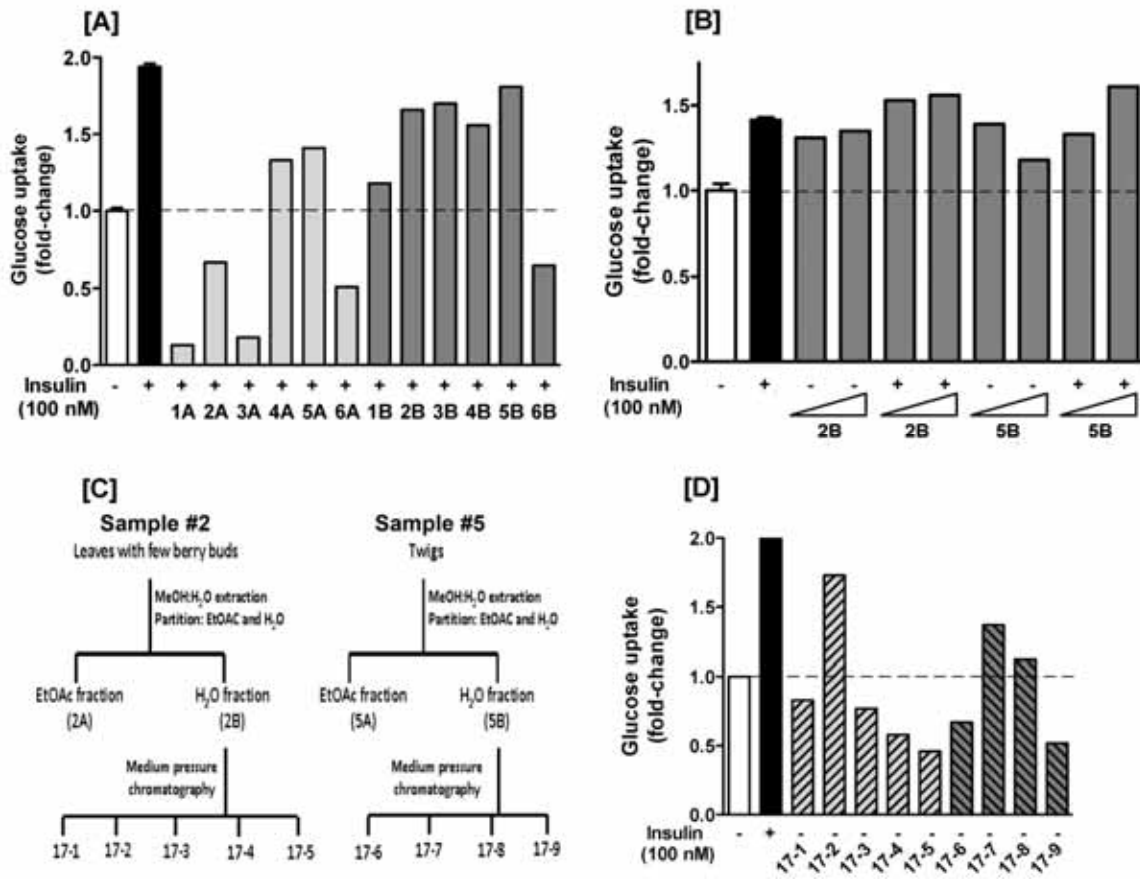 [A]
2.0
1.5
1.0
0.5
0.0
Glucose uptake
(fold-change)
Insulin - + + + + + + + + + + + + +
(100 nM) 1A 2A 3A 4A 5A 6A 1B 2B 3B 4B 5B 6B
[B]
1.5
1.0
0.5
0.0
Glucose uptake
(fold-change)
Insulin - + - - + + - - + +
(100 nM) 2B 2B 5B 5B
[C]
Sample #2
Leaves with few berry buds
MeOH:H2O extraction
Partition: EtOAC and H2O
EtOAc fraction
(2A)
H2O fraction
(2B)
Medium pressure
chromatography
17-1 17-2 17-3 17-4 17-5
Sample #5
Twigs
MeOH:H2O extraction
Partition: EtOAC and H2O
EtOAc fraction
(5A)
H2O fraction
(5B)
Medium pressure
chromatography
17-6 17-7 17-8 17-9
[D]
2.0
1.5
1.0
0.5
0.0
Glucose uptake
(fold-change)
Insulin - + - - - - - - - - -
(100 nM) 17-1 17-2 17-3 17-4 17-5 17-6 17-7 17-8 17-9